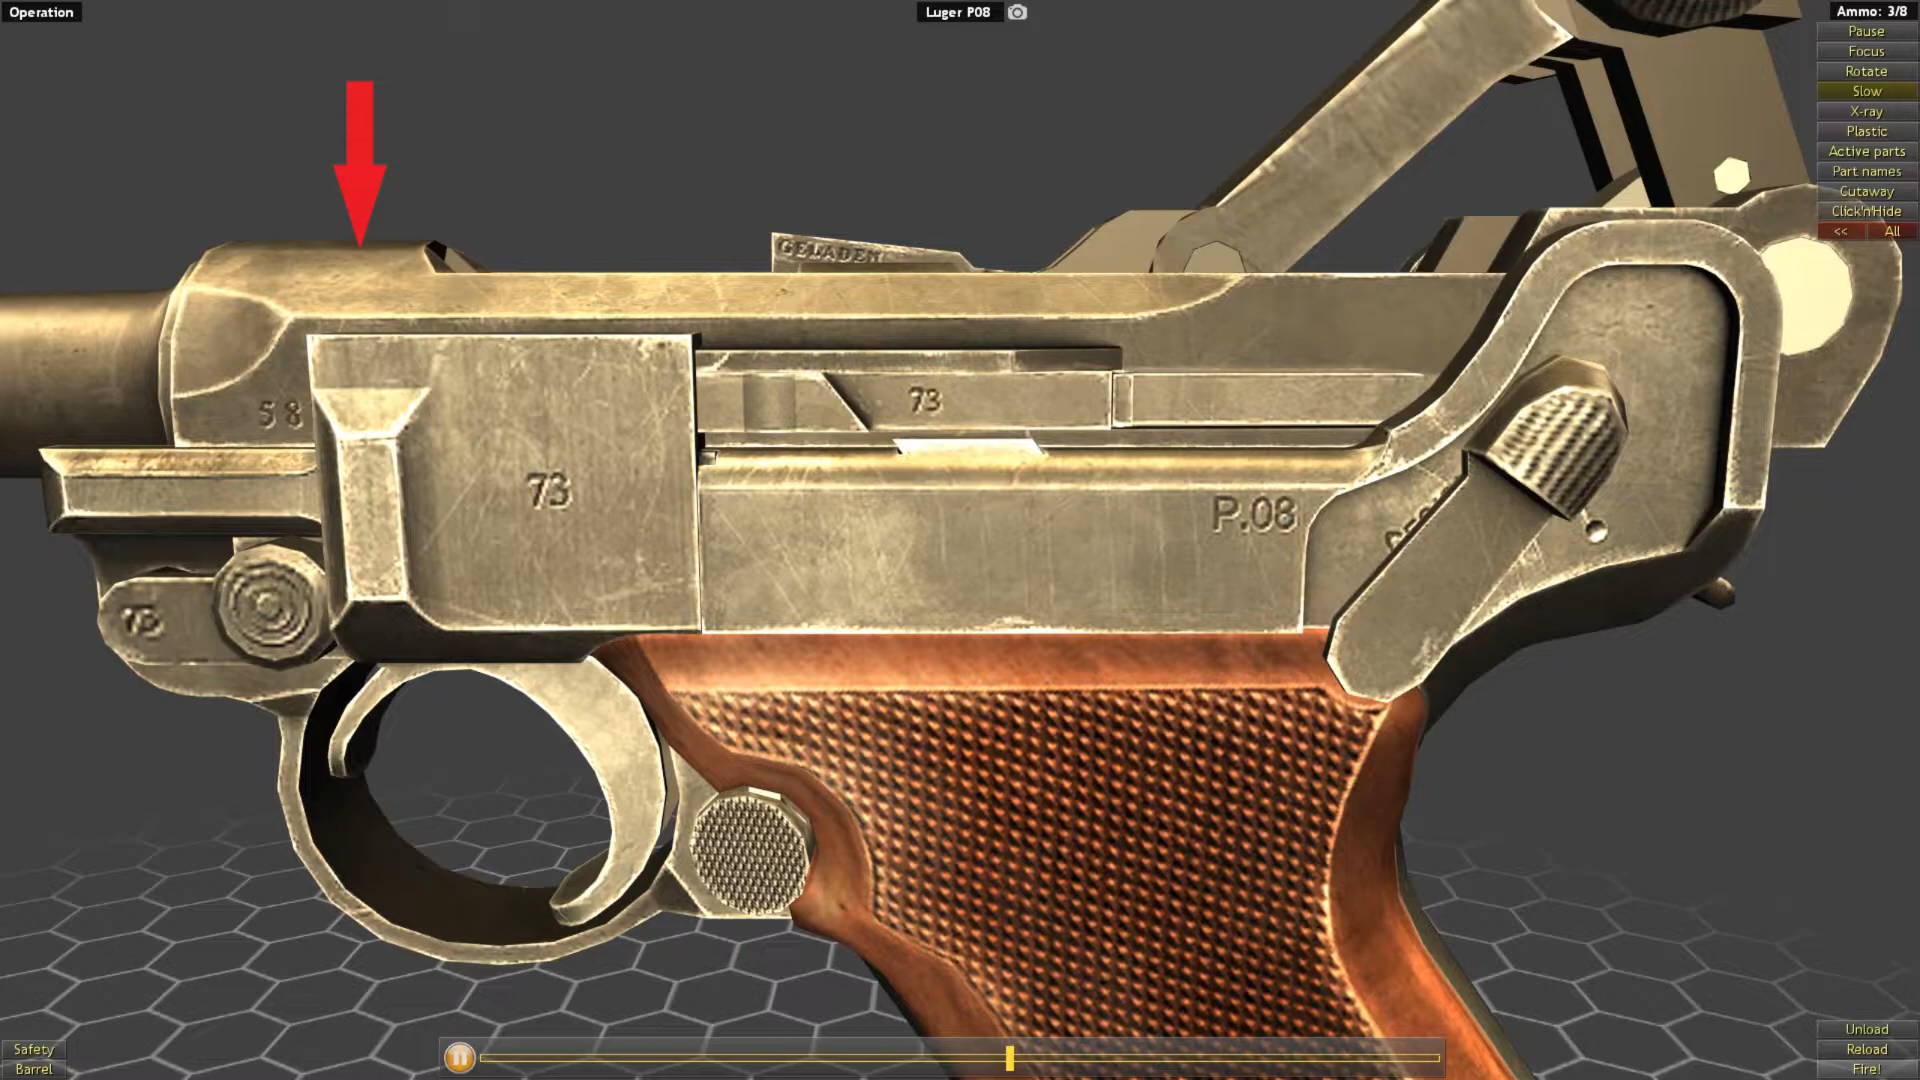 Operation
Luger P08
Ammo: 3/8
Pause
Focus
Rotate
Slow
X-ray
Plastic
Active parts
Part names
Cutaway
Click'n'Hide
<< All
GELADEN
58
73
73
P.08
Safety
Barrel
Unload
Reload
Fire!